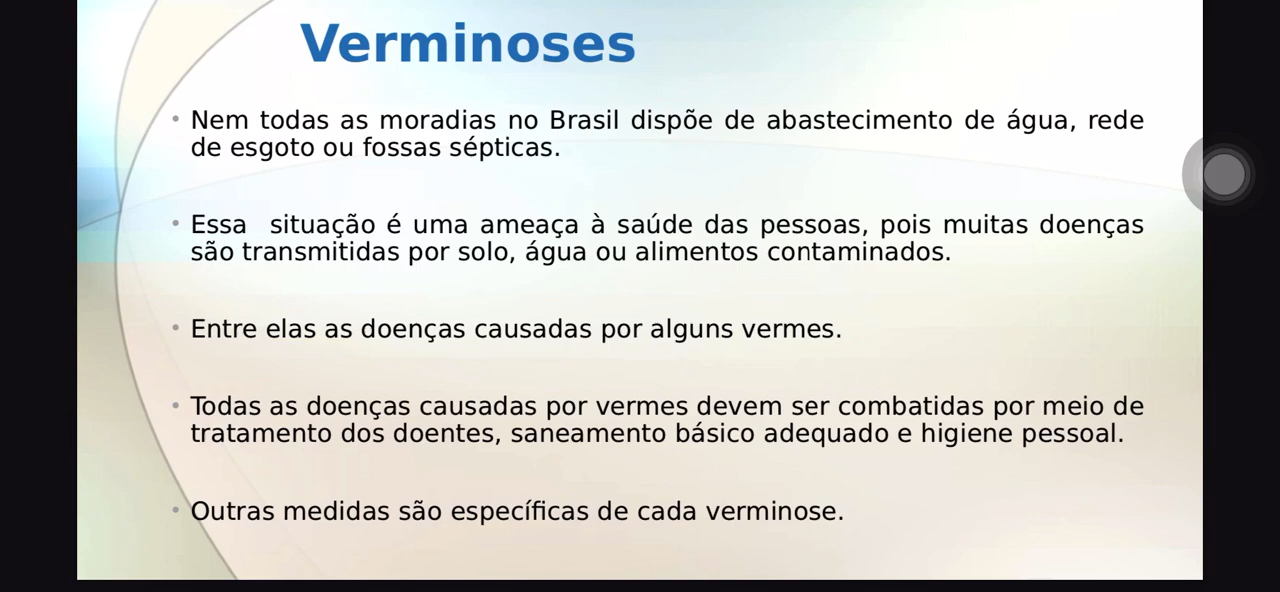 Verminoses
• Nem todas as moradias no Brasil dispõe de abastecimento de água, rede
de esgoto ou fossas sépticas.
• Essa  situação é uma ameaça à saúde das pessoas, pois muitas doenças
são transmitidas por solo, água ou alimentos contaminados.
• Entre elas as doenças causadas por alguns vermes.
• Todas as doenças causadas por vermes devem ser combatidas por meio de
tratamento dos doentes, saneamento básico adequado e higiene pessoal.
• Outras medidas são específicas de cada verminose.